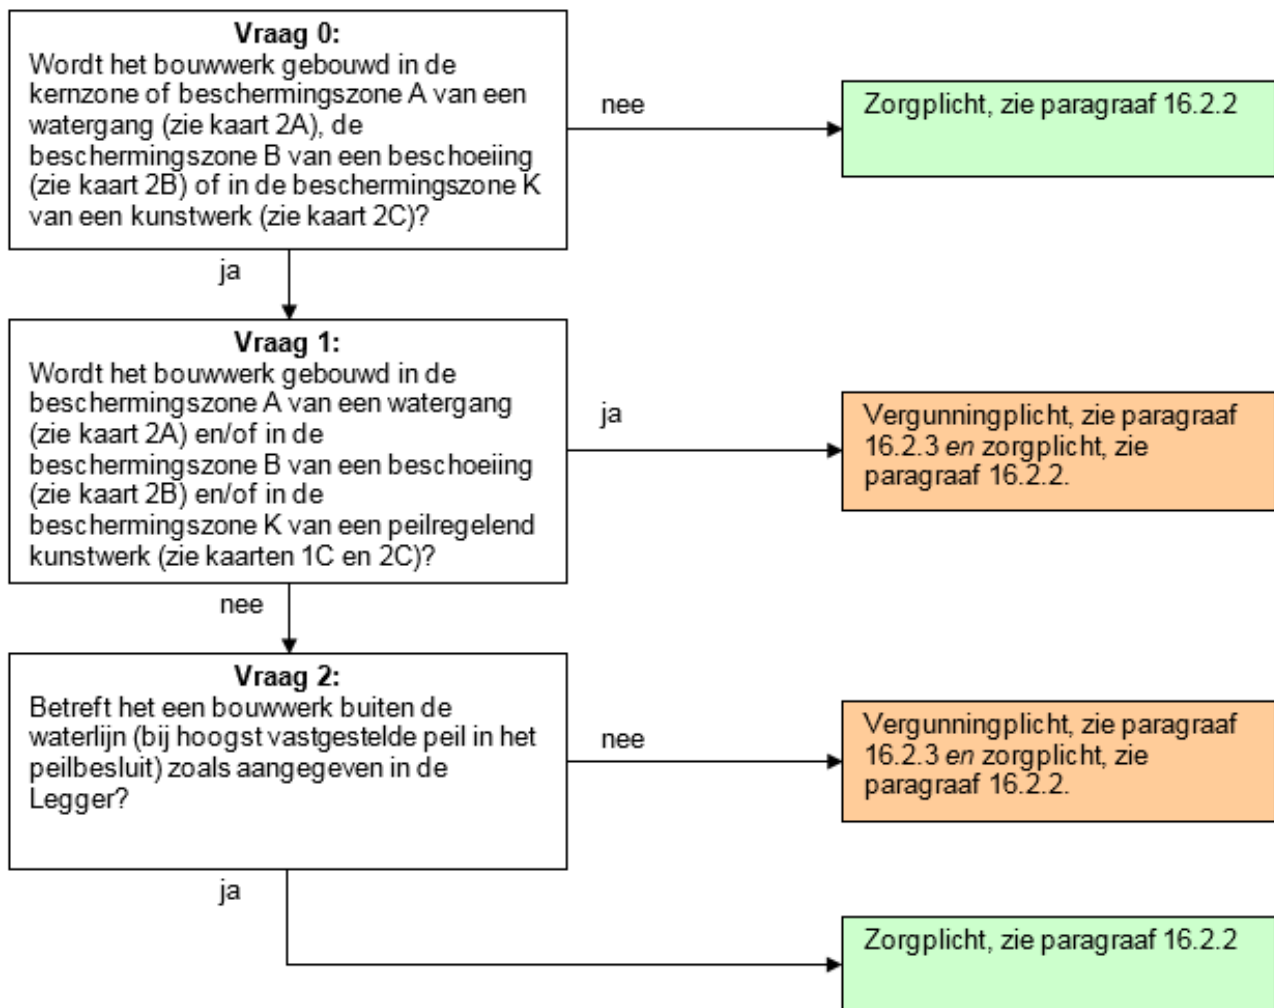 Vraag 0:
Wordt het bouwwerk gebouwd in de
kernzone of beschermingszone A van een
watergang (zie kaart 2A), de
beschermingszone B van een beschoeiing
(zie kaart 2B) of in de beschermingszone K
van een kunstwerk (zie kaart 2C)?
nee
Zorgplicht, zie paragraaf 16.2.2
ja
Vraag 1:
Wordt het bouwwerk gebouwd in de
beschermingszone A van een watergang
(zie kaart 2A) en/of in de
beschermingszone B van een beschoeiing
(zie kaart 2B) en/of in de
beschermingszone K van een peilregelend
kunstwerk (zie kaarten 1C en 2C)?
ja
Vergunningplicht, zie paragraaf
16.2.3 en zorgplicht, zie
paragraaf 16.2.2.
nee
Vraag 2:
Betreft het een bouwwerk buiten de
waterlijn (bij hoogst vastgestelde peil in het
peilbesluit) zoals aangegeven in de
Legger?
nee
Vergunningplicht, zie paragraaf
16.2.3 en zorgplicht, zie
paragraaf 16.2.2.
ja
Zorgplicht, zie paragraaf 16.2.2